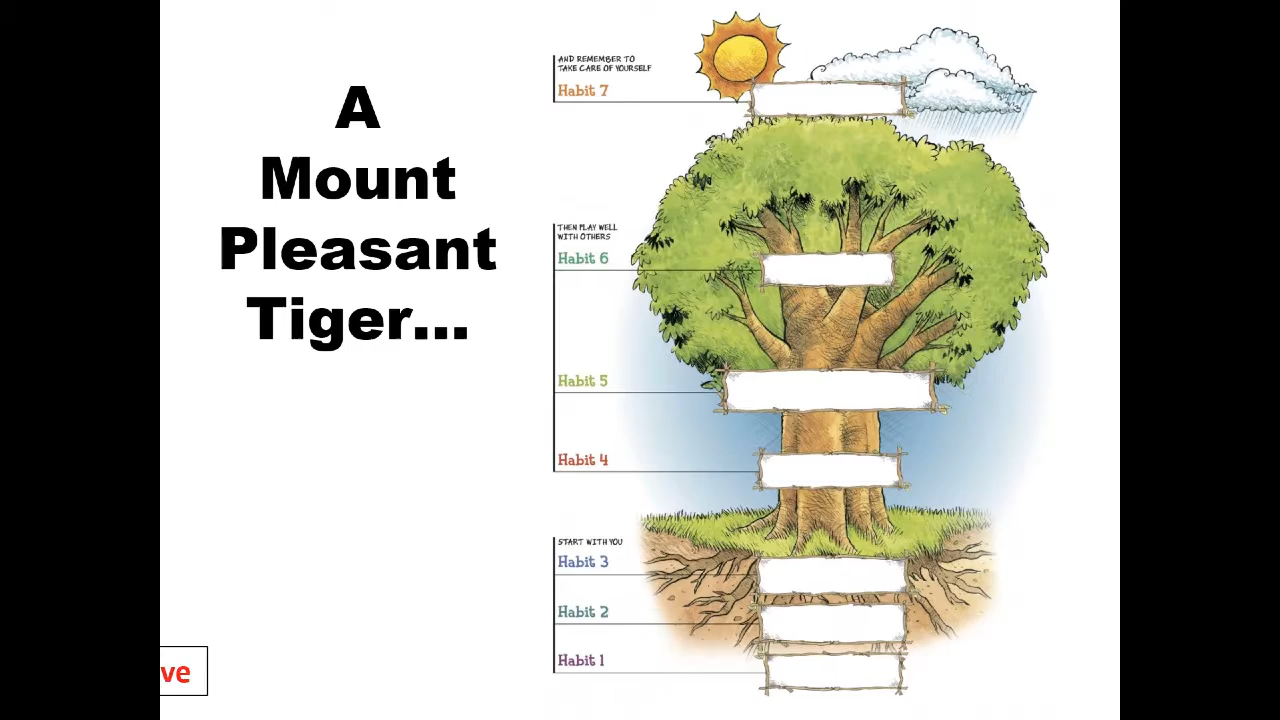 A
Mount
Pleasant
Tiger...
AND REMEMBER TO
TAKE CARE OF YOURSELF
Habit 7
THEN PLAY WELL
WITH OTHERS
Habit 6
Habit 5
Habit 4
START WITH YOU
Habit 3
Habit 2
Habit 1
ve